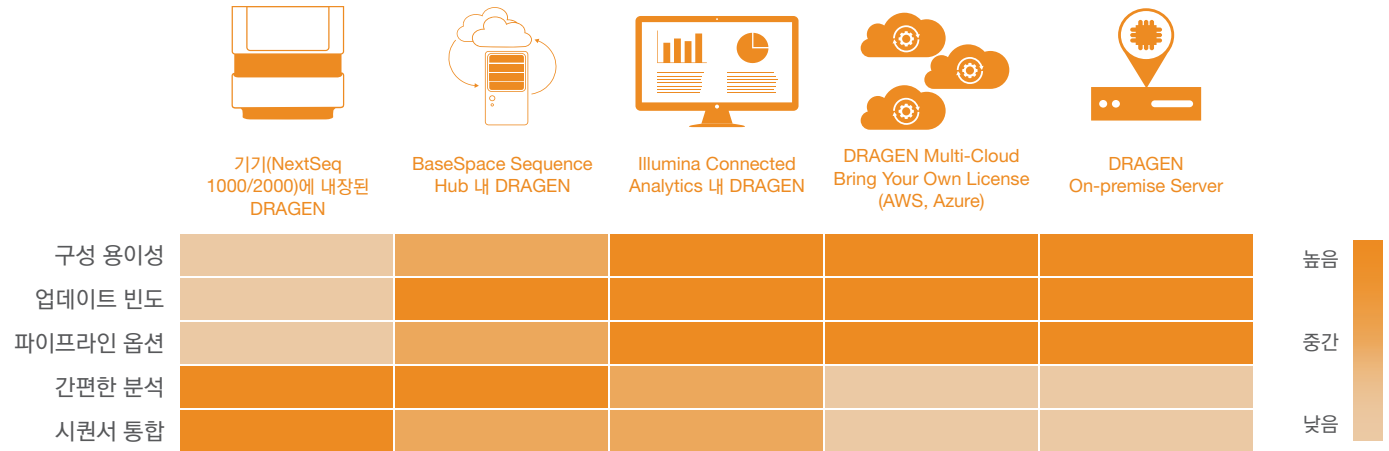 기기(NextSeq
1000/2000)에 내장된
DRAGEN
BaseSpace Sequence
Hub 내 DRAGEN
Illumina Connected
Analytics 내 DRAGEN
DRAGEN Multi-Cloud
Bring Your Own License
(AWS, Azure)
DRAGEN
On-premise Server
구성 용이성
업데이트 빈도
파이프라인 옵션
간편한 분석
시퀀서 통합
높음
중간
낮음